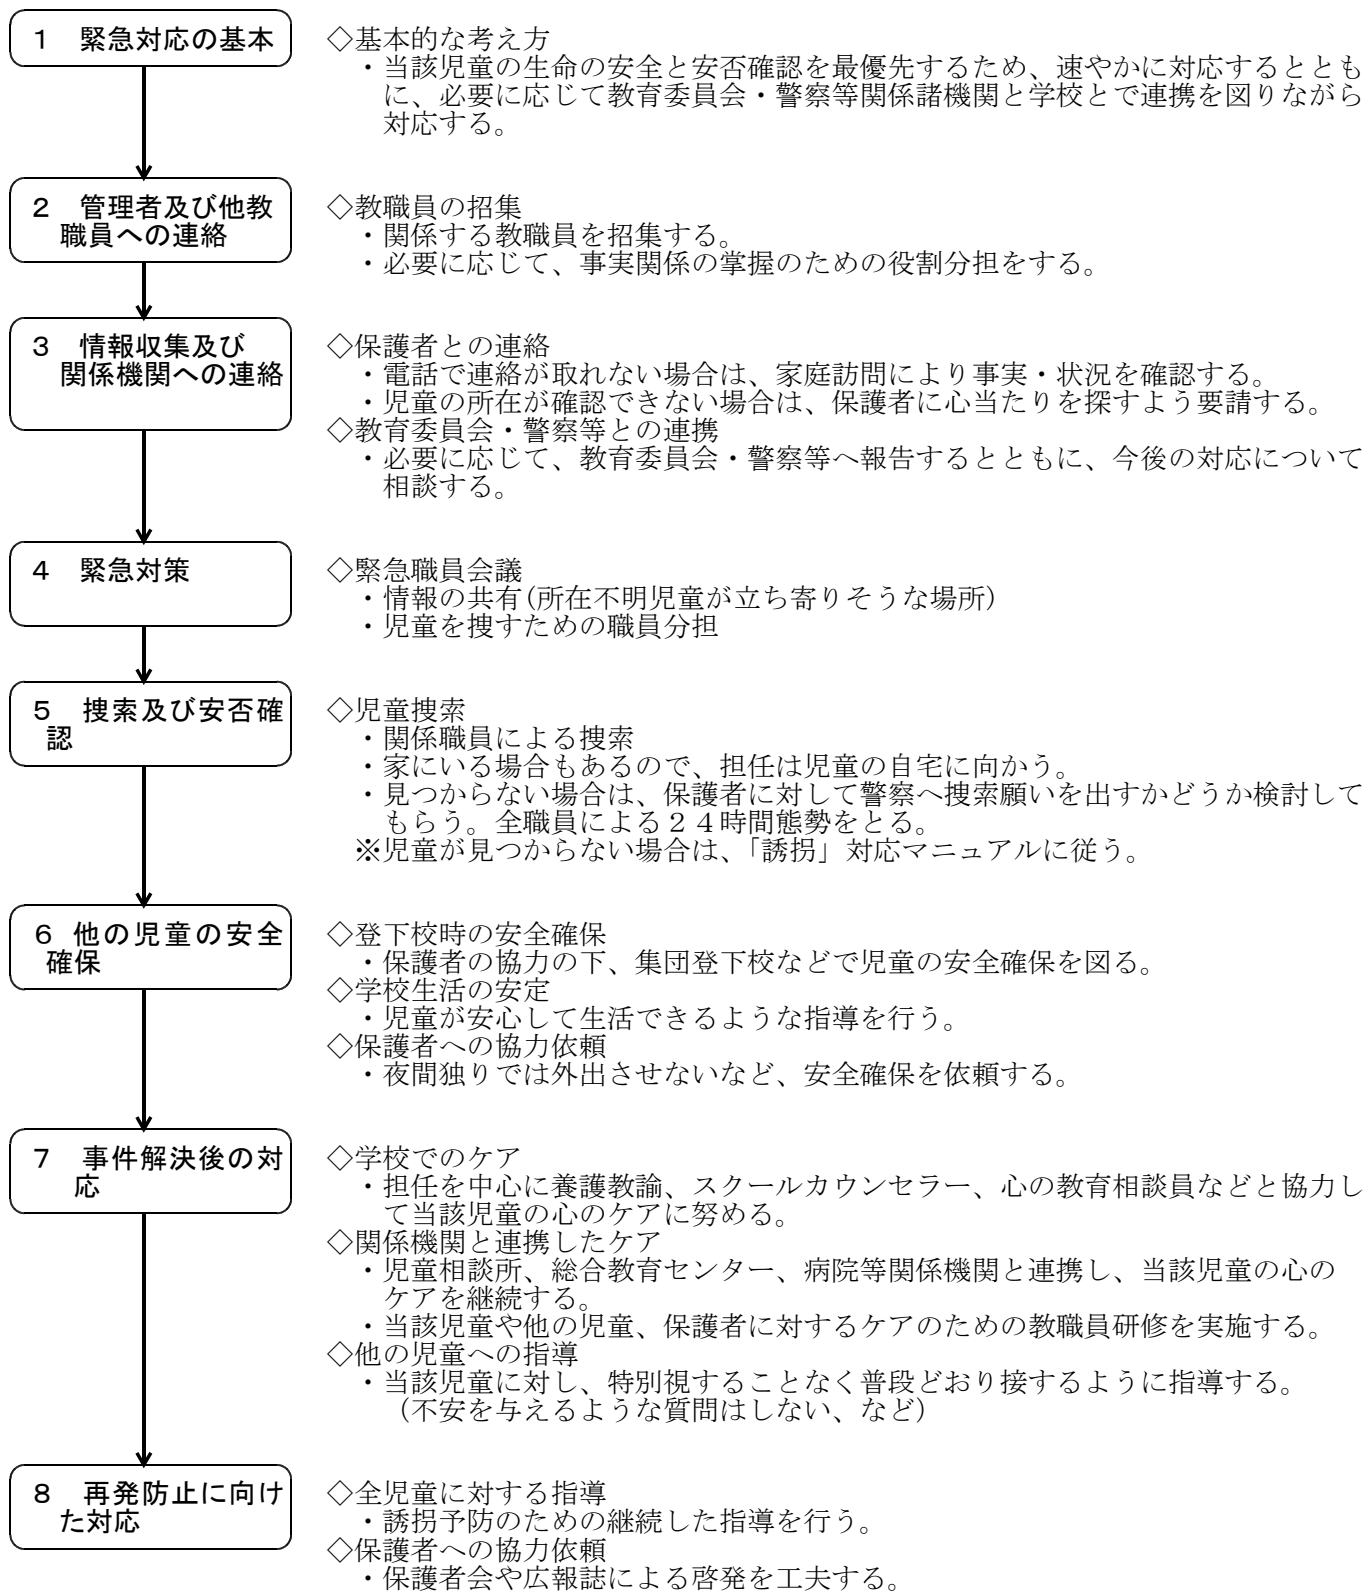 １　緊急対応の基本
◇基本的な考え方
・当該児童の生命の安全と安否確認を最優先するため、速やかに対応するととも
に、必要に応じて教育委員会・警察等関係諸機関と学校とで連携を図りながら
対応する。
２　管理者及び他教
職員への連絡
◇教職員の招集
・関係する教職員を招集する。
・必要に応じて、事実関係の掌握のための役割分担をする。
３　情報収集及び
関係機関への連絡
◇保護者との連絡
・電話で連絡が取れない場合は、家庭訪問により事実・状況を確認する。
・児童の所在が確認できない場合は、保護者に心当たりを探すよう要請する。
◇教育委員会・警察等との連携
・必要に応じて、教育委員会・警察等へ報告するとともに、今後の対応について
相談する。
４　緊急対策
◇緊急職員会議
・情報の共有(所在不明児童が立ち寄りそうな場所)
・児童を捜すための職員分担
５　捜索及び安否確
認
◇児童捜索
・関係職員による捜索
・家にいる場合もあるので、担任は児童の自宅に向かう。
・見つからない場合は、保護者に対して警察へ捜索願いを出すかどうか検討して
もらう。全職員による２４時間態勢をとる。
※児童が見つからない場合は、「誘拐」対応マニュアルに従う。
６ 他の児童の安全
確保
◇登下校時の安全確保
・保護者の協力の下、集団登下校などで児童の安全確保を図る。
◇学校生活の安定
・児童が安心して生活できるような指導を行う。
◇保護者への協力依頼
・夜間独りでは外出させないなど、安全確保を依頼する。
７　事件解決後の対
応
◇学校でのケア
・担任を中心に養護教諭、スクールカウンセラー、心の教育相談員などと協力し
て当該児童の心のケアに努める。
◇関係機関と連携したケア
・児童相談所、総合教育センター、病院等関係機関と連携し、当該児童の心の
ケアを継続する。
・当該児童や他の児童、保護者に対するケアのための教職員研修を実施する。
◇他の児童への指導
・当該児童に対し、特別視することなく普段どおり接するように指導する。
（不安を与えるような質問はしない、など）
８　再発防止に向け
た対応
◇全児童に対する指導
・誘拐予防のための継続した指導を行う。
◇保護者への協力依頼
・保護者会や広報誌による啓発を工夫する。